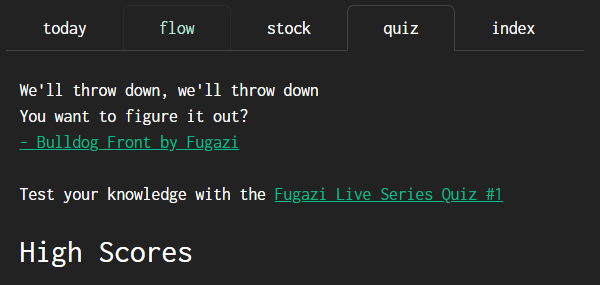 today flow stock quiz index
We'll throw down, we'll throw down
You want to figure it out?
- Bulldog Front by Fugazi
Test your knowledge with the Fugazi Live Series Quiz #1
High Scores